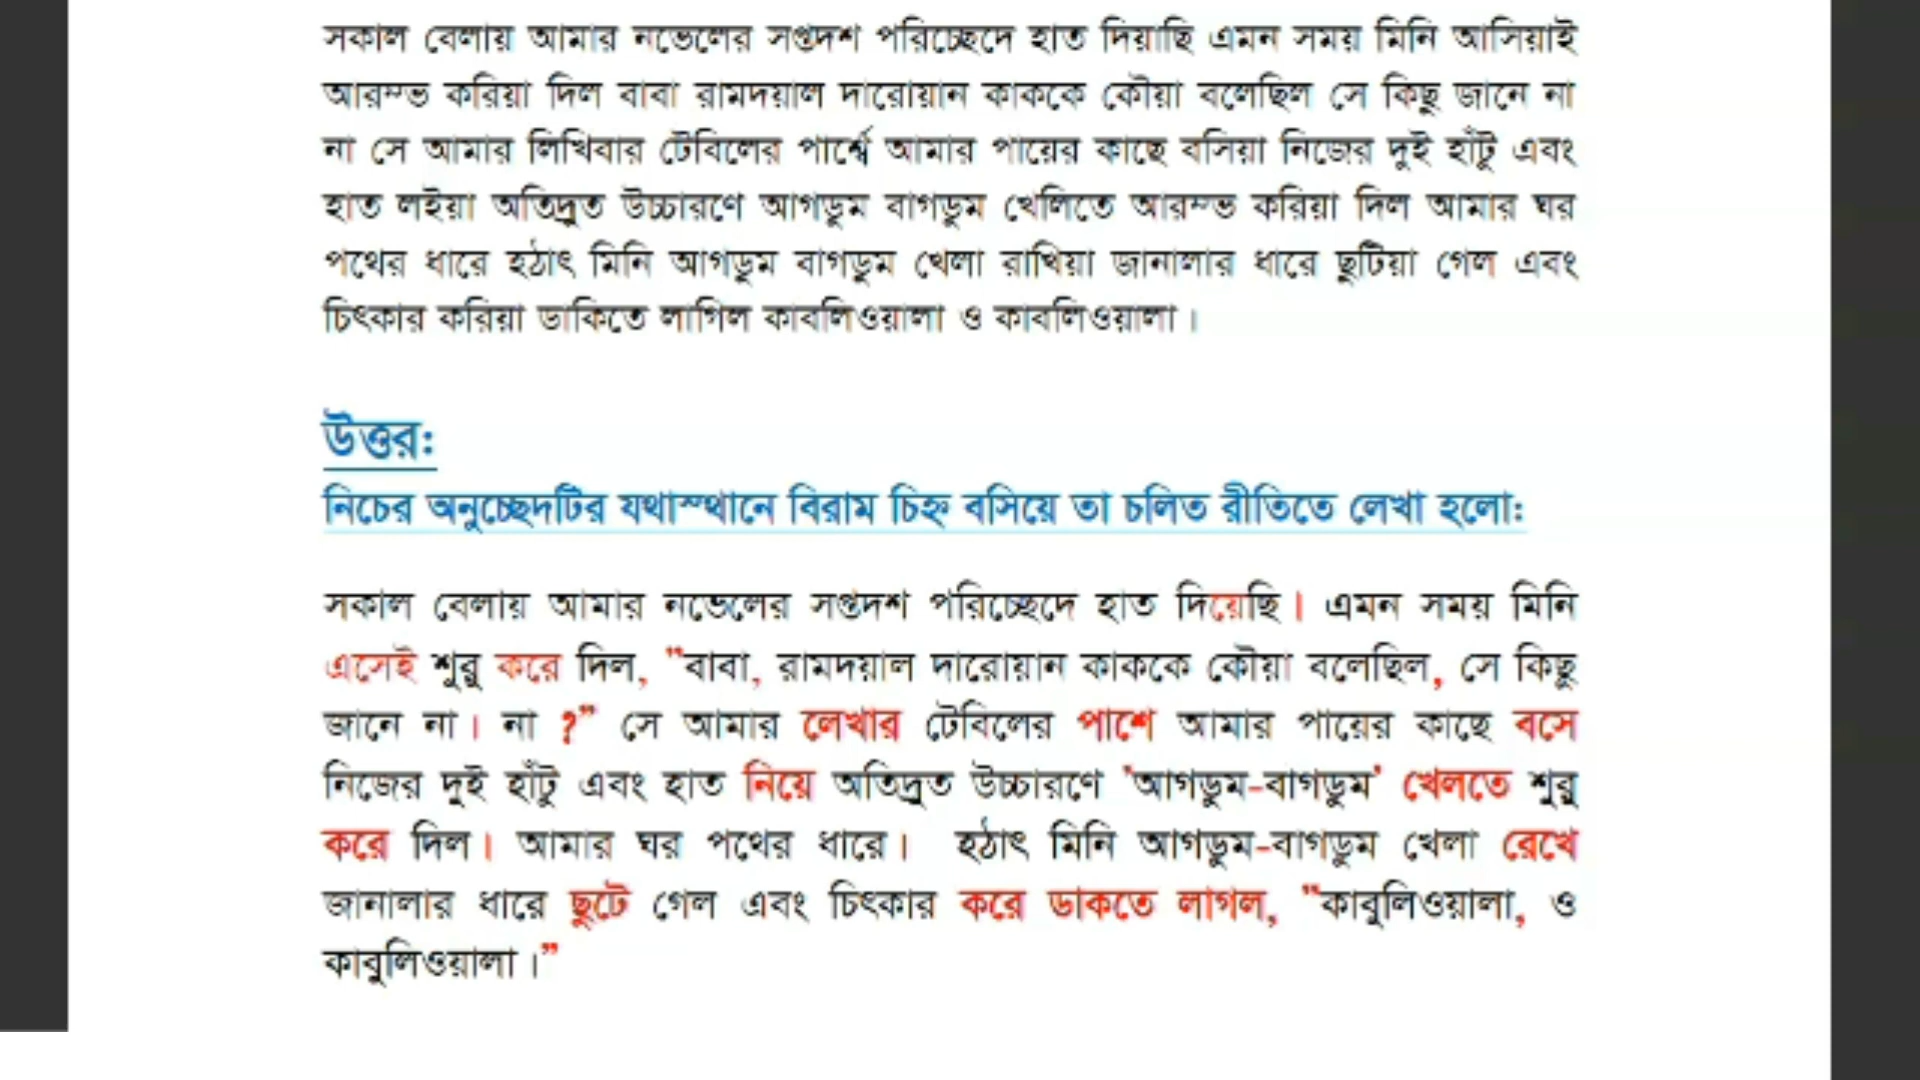 সকাল বেলায় আমার নভেলের সপ্তদশ পরিচ্ছেদে হাত দিয়াছি এমন সময় মিনি আসিয়াই
আরম্ভ করিয়া দিল বাবা রামদয়াল দারোয়ান কাককে কৌয়া বলেছিল সে কিছু জানে না
না সে আমার লিখিবার টেবিলের পার্শ্বে আমার পায়ের কাছে বসিয়া নিজের দুই হাঁটু এবং
হাত লইয়া অতিদ্রুত উচ্চারণে আগডুম বাগডুম খেলিতে আরম্ভ করিয়া দিল আমার ঘর
পথের ধারে হঠাৎ মিনি আগডুম বাগডুম খেলা রাখিয়া জানালার ধারে ছুটিয়া গেল এবং
চিৎকার করিয়া ডাকিতে লাগিল কাবলিওয়ালা ও কাবলিওয়ালা।
উত্তর:
নিচের অনুচ্ছেদটির যথাস্থানে বিরাম চিহ্ন বসিয়ে তা চলিত রীতিতে লেখা হলো:
সকাল বেলায় আমার নভেলের সপ্তদশ পরিচ্ছেদে হাত দিয়েছি। এমন সময় মিনি
এসেই শুরু করে দিল, "বাবা, রামদয়াল দারোয়ান কাককে কৌয়া বলেছিল, সে কিছু
জানে না। না ?” সে আমার লেখার টেবিলের পাশে আমার পায়ের কাছে বসে
নিজের দুই হাঁটু এবং হাত নিয়ে অতিদ্রুত উচ্চারণে 'আগডুম-বাগডুম' খেলতে শুরু
করে দিল। আমার ঘর পথের ধারে। হঠাৎ মিনি আগডুম-বাগডুম খেলা রেখে
জানালার ধারে ছুটে গেল এবং চিৎকার করে ডাকতে লাগল, "কাবুলিওয়ালা, ও
কাবুলিওয়ালা।”